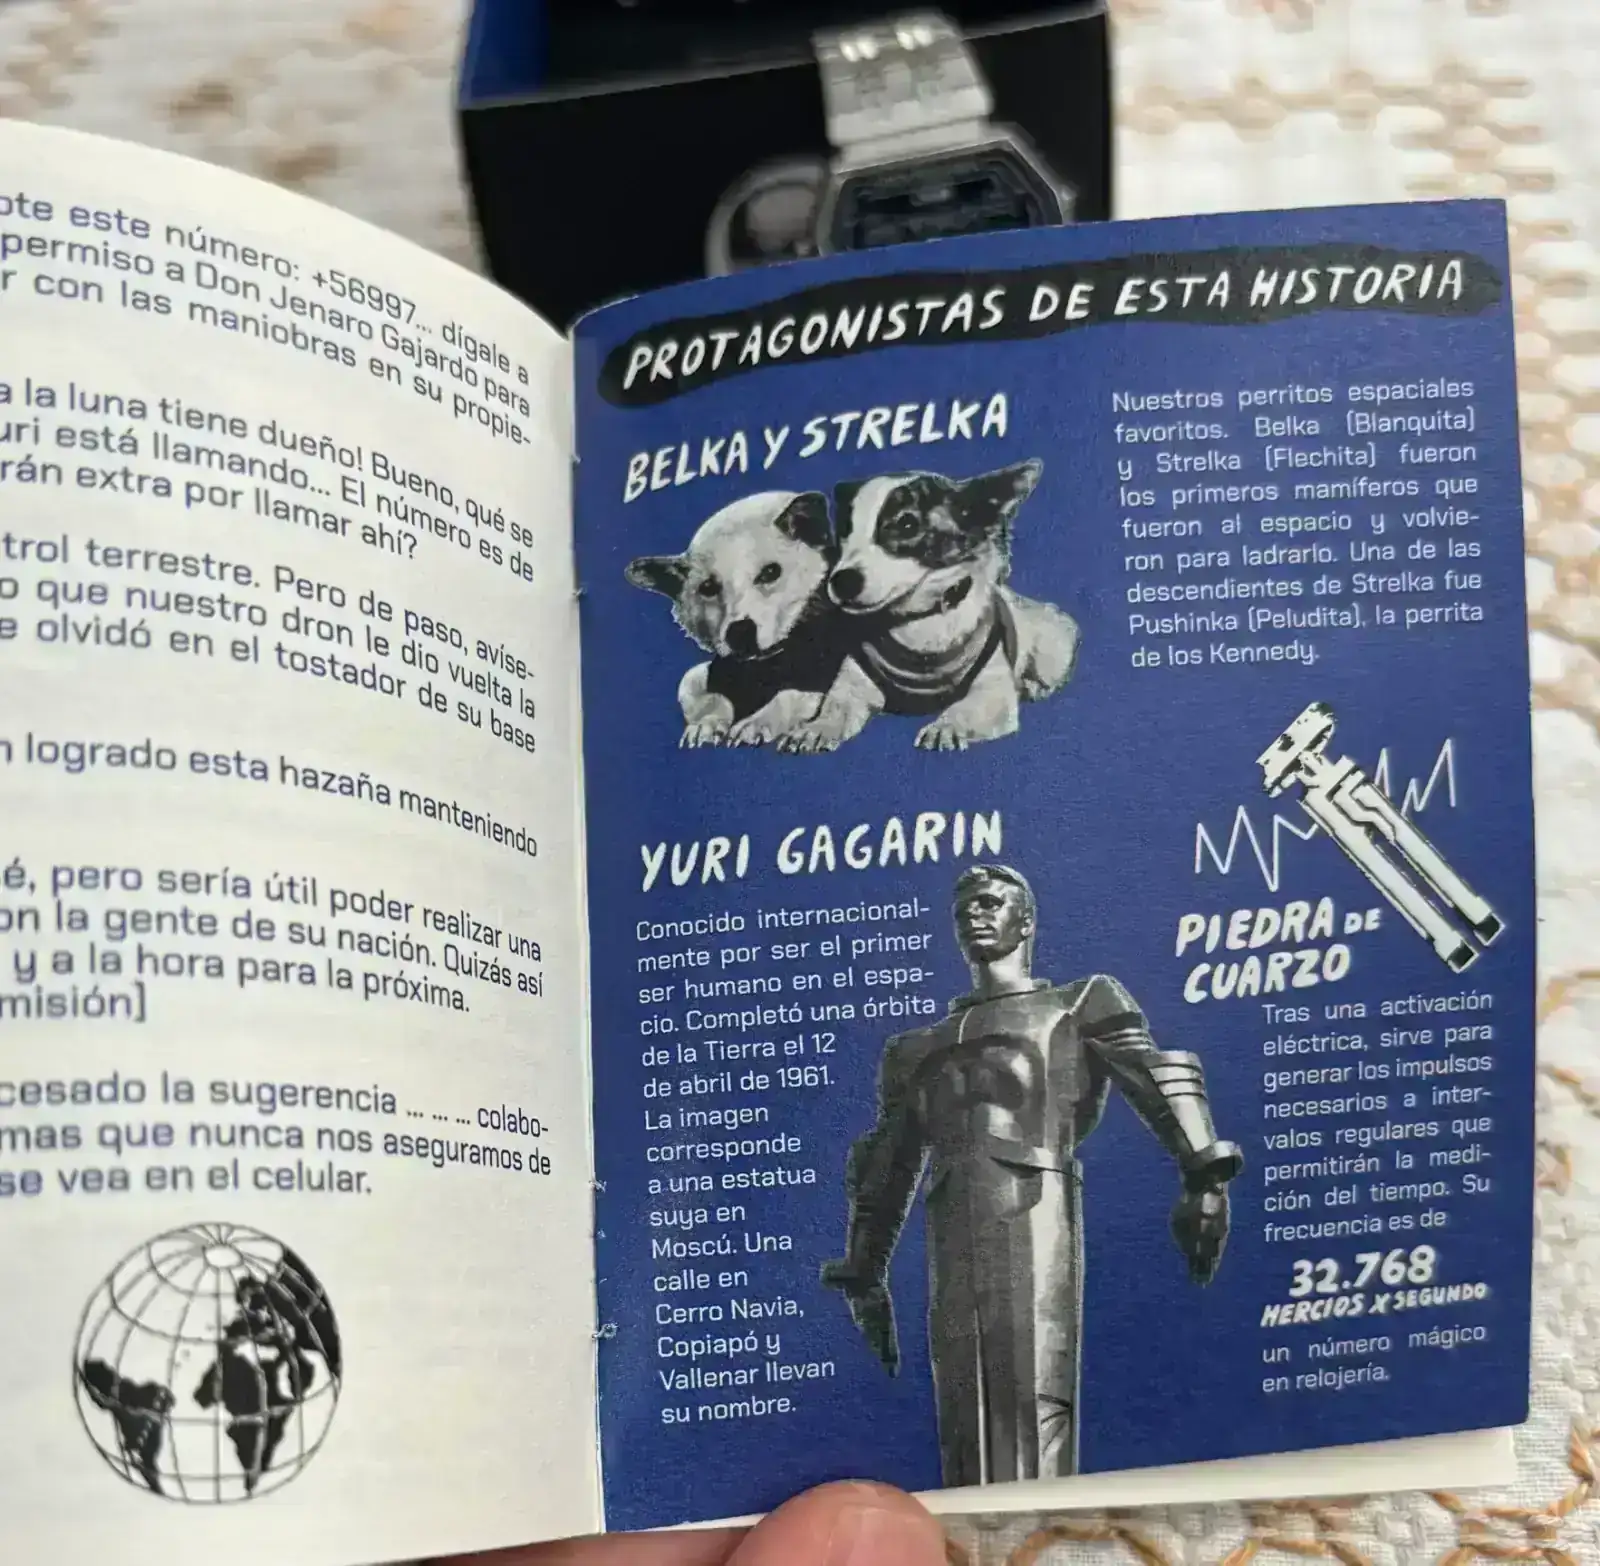 este número: +56997... dígale a
permiso a Don Jenaro Gajardo para
con las maniobras en su propie-
la luna tiene dueño! Bueno, qué se
está llamando... El número es de
extra por llamar ahí?
terrestre. Pero de paso, avíse-
que nuestro dron le dio vuelta la
olvidó en el tostador de su base
logrado esta hazaña manteniendo
pero sería útil poder realizar una
la gente de su nación. Quizás así
y a la hora para la próxima.
misión]
la sugerencia ... ... ... colabo-
mas que nunca nos aseguramos de
se vea en el celular.
PROTAGONISTAS DE ESTA HISTORIA
BELKA Y STRELKA
Nuestros perritos espaciales
favoritos. Belka (Blanquita)
y Strelka (Flechita) fueron
los primeros mamíferos que
fueron al espacio y volvie-
ron para ladrarlo. Una de las
descendientes de Strelka fue
Pushinka (Peludita), la perrita
de los Kennedy.
YURI GAGARIN
Conocido internacional-
mente por ser el primer
ser humano en el espa-
cio. Completó una órbita
de la Tierra el 12
de abril de 1961.
La imagen
corresponde
a una estatua
suya en
Moscú. Una
calle en
Cerro Navia,
Copiapó y
Vallenar llevan
su nombre.
PIEDRA DE
CUARZO
Tras una activación
eléctrica, sirve para
generar los impulsos
necesarios a inter-
valos regulares que
permitirán la medi-
ción del tiempo. Su
frecuencia es de
32.768
HERCIOS X SEGUNDO
un número mágico
en relojería.